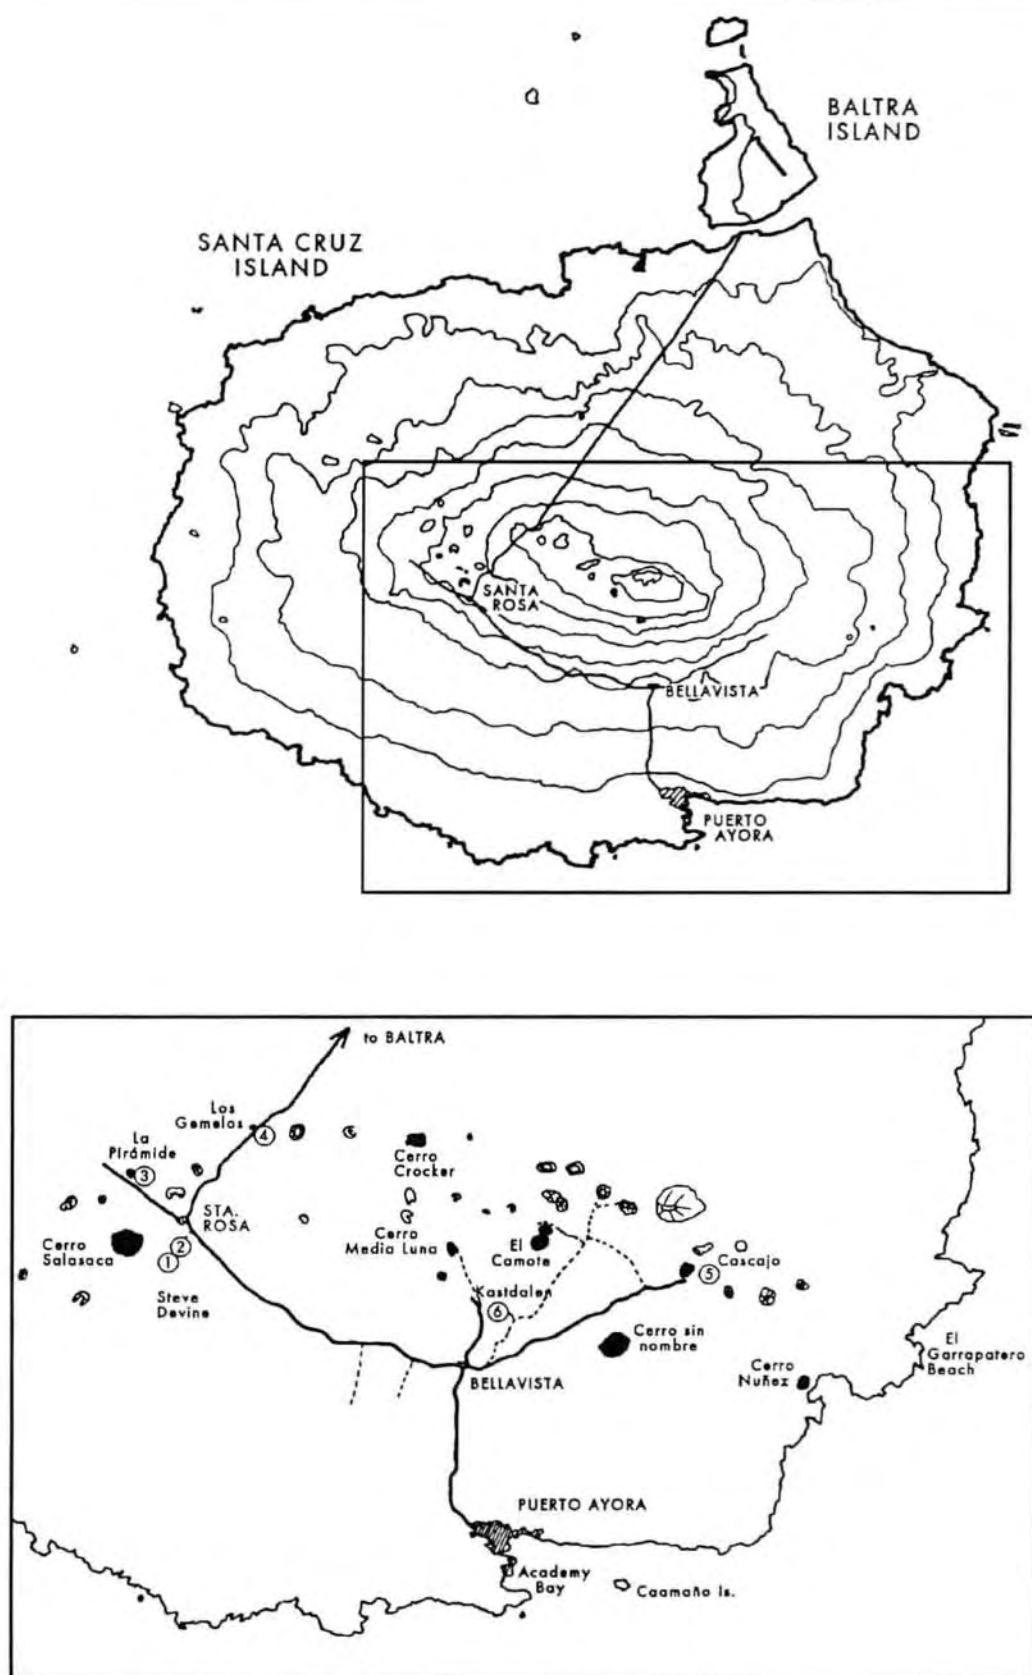 BALTRA
ISLAND
SANTA CRUZ
ISLAND
SANTA
ROSA
BELLAVISTA
PUERTO
AYORA
to BALTRA
Los
Gemelos
4
La
Pirámide
3
Cerro
Crocker
STA.
ROSA
Cerro
Salasaca
2
1
Steve
Devine
Cerro
Media Luna
El
Camote
5
Cascajo
Kastdalen
6
Cerro sin
nombre
El
Garrapatero
Beach
Cerro
Nuñez
BELLAVISTA
PUERTO AYORA
Academy
Bay
Caamaño Is.